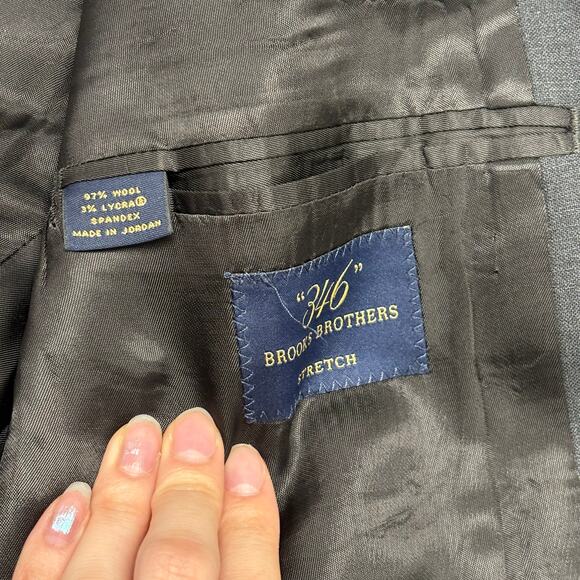 97% WOOL
3% LYCRA®
SPANDEX
MADE IN JORDAN
"346"
BROOKS BROTHERS
STRETCH